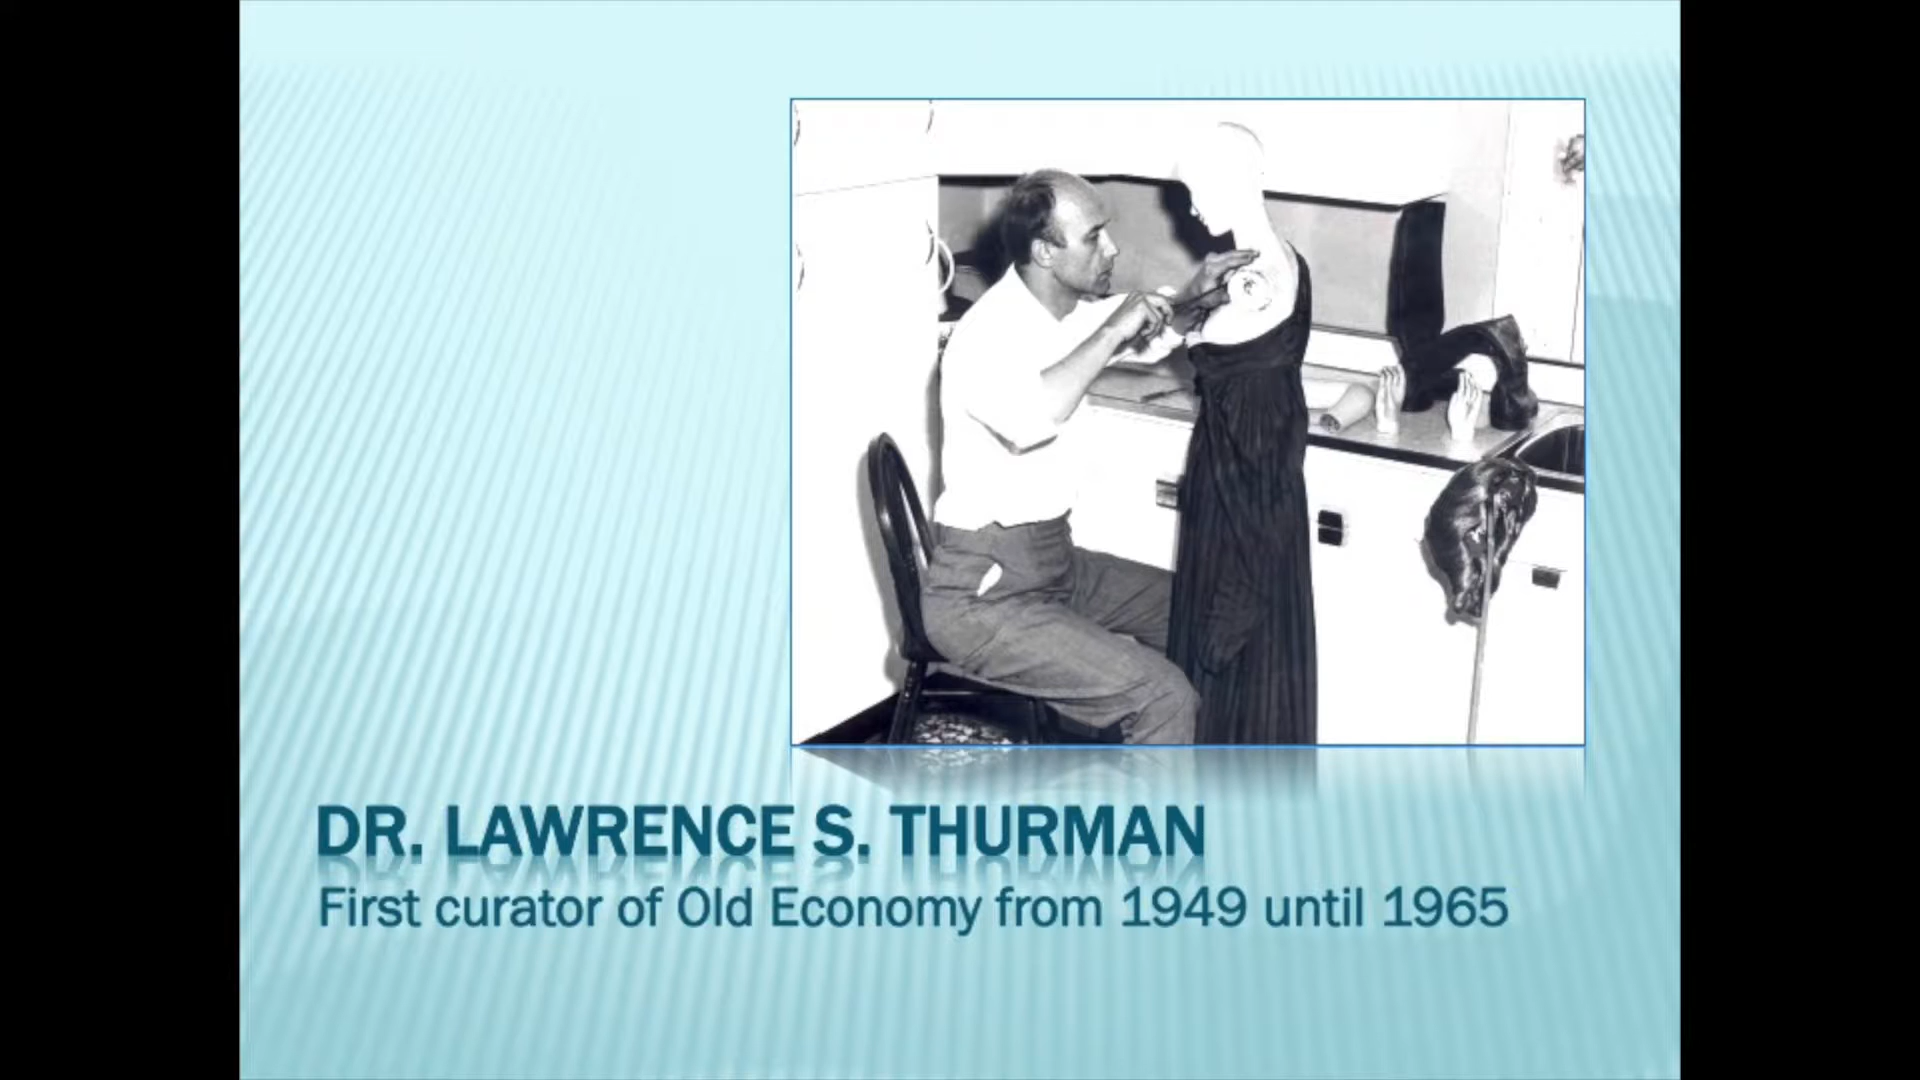 DR. LAWRENCE S. THURMAN
First curator of Old Economy from 1949 until 1965